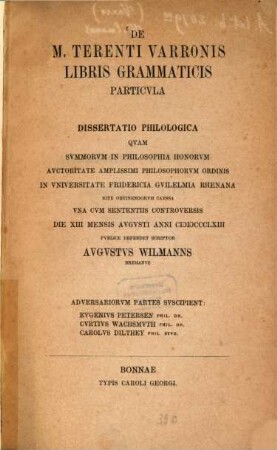 DE
M. TERENTI VARRONIS
LIBRIS GRAMMATICIS
PARTICVLA
DISSERTATIO PHILOLOGICA
QVAM
SVMMORVM IN PHILOSOPHIA HONORVM
AVCTORITATE AMPLISSIMI PHILOSOPHORVM ORDINIS
IN VNIVERSITATE FRIDERICIA GVILELMIA RHENANA
RITE OBTINENDORVM CAVSSA
VNA CVM SENTENTIIS CONTROVERSIS
DIE XIII MENSIS AVGVSTI ANNI CIƆIƆCCCLXIII
PVBLICE DEFENDET SCRIPTOR
AVGVSTVS WILMANNS
ADVERSARIORVM PARTES SVSCIPIENT:
EVGENIVS PETERSEN PHIL. DR.
CVRTIVS WACHSMVTH PHIL. DR.
CAROLVS DILTHEY PHIL. STVD.
BONNAE
TYPIS CAROLI GEORGI.